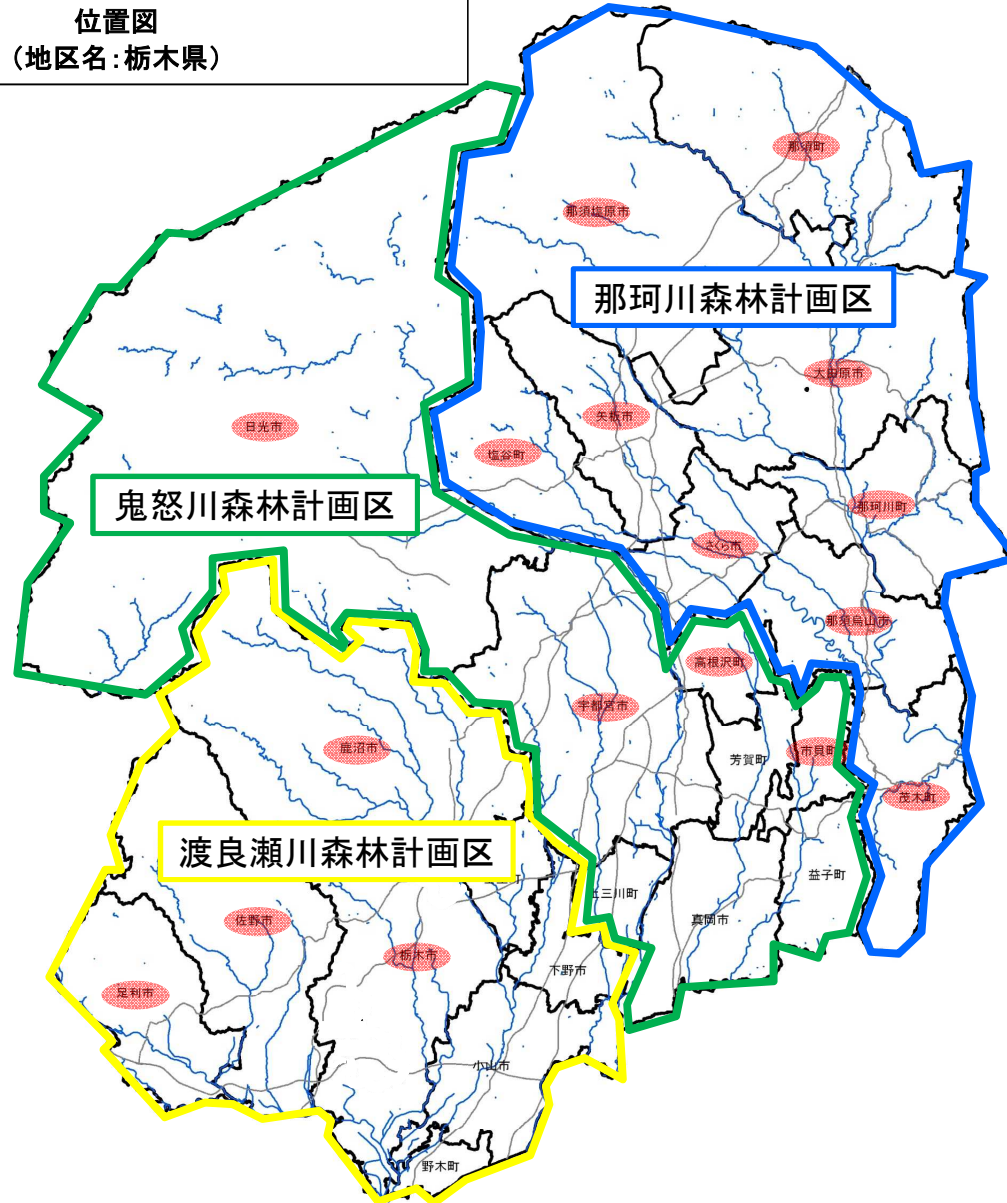 位置図
（地区名：栃木県）
那須町
那須塩原市
那珂川森林計画区
大田原市
矢板市
日光市
塩谷町
鬼怒川森林計画区
那珂川町
さくら市
那須烏山市
高根沢町
宇都宮市
鹿沼市
市貝町
芳賀町
茂木町
渡良瀬川森林計画区
益子町
上三川町
真岡市
佐野市
栃木市
下野市
足利市
小山市
野木町